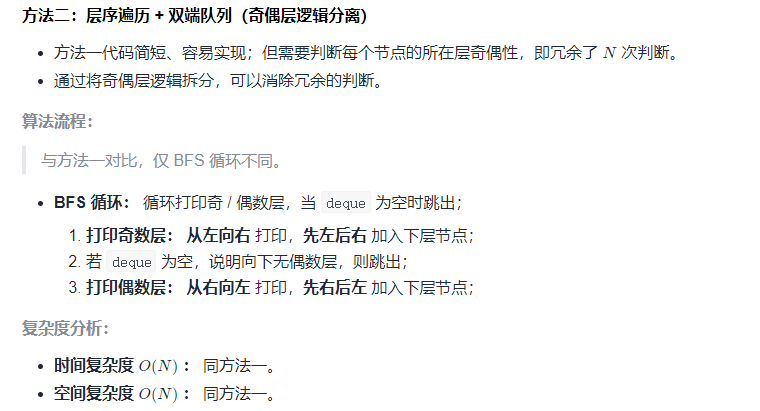 方法二：层序遍历 + 双端队列（奇偶层逻辑分离）
• 方法一代码简短、容易实现；但需要判断每个节点的所在层奇偶性，即冗余了 N 次判断。
• 通过将奇偶层逻辑拆分，可以消除冗余的判断。
算法流程：
与方法一对比，仅 BFS 循环不同。
• BFS 循环： 循环打印奇 / 偶数层，当 deque 为空时跳出；
1. 打印奇数层： 从左向右 打印，先左后右 加入下层节点；
2. 若 deque 为空，说明向下无偶数层，则跳出；
3. 打印偶数层： 从右向左 打印，先右后左 加入下层节点；
复杂度分析：
• 时间复杂度 O(N) ： 同方法一。
• 空间复杂度 O(N) ： 同方法一。